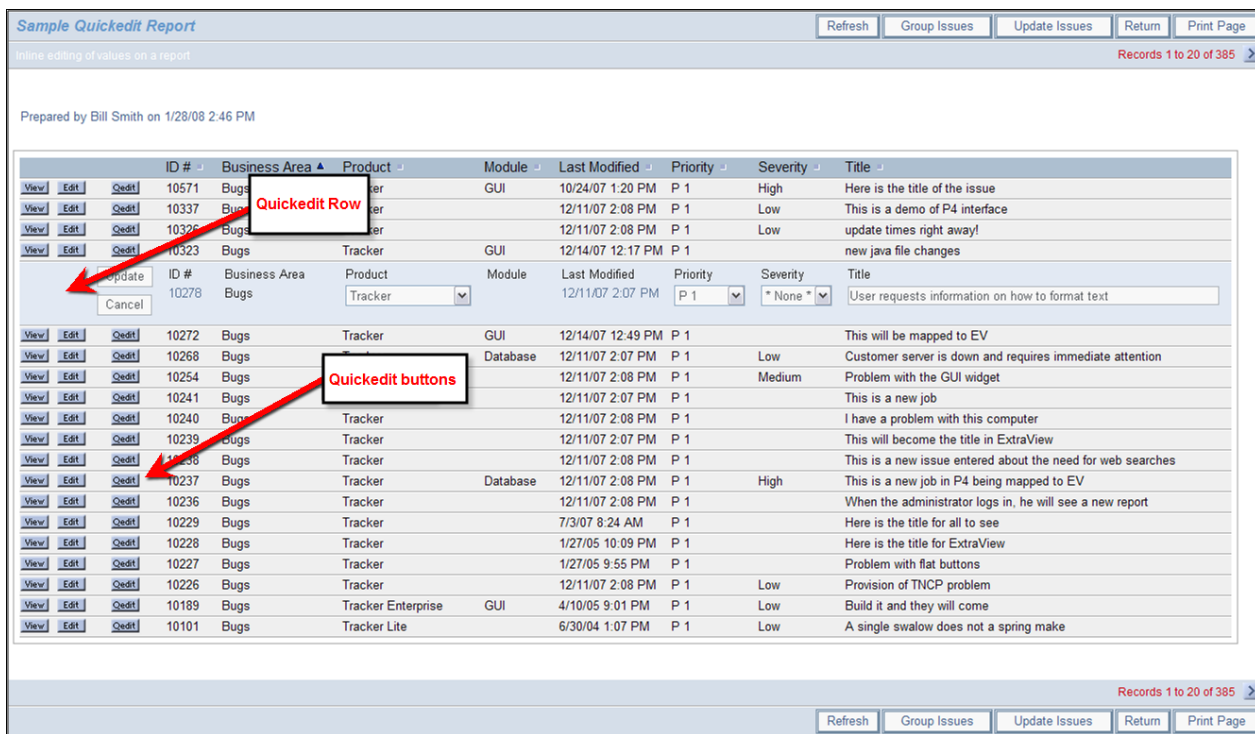 Sample Quickedit Report Refresh Group Issues Update Issues Return Print Page
Inline editing of values on a report Records 1 to 20 of 385
Prepared by Bill Smith on 1/28/08 2:46 PM
ID # Business Area Product Module Last Modified Priority Severity Title
View Edit Qedit 10571 Bugs GUI 10/24/07 1:20 PM P 1 High Here is the title of the issue
Quickedit Row
View Edit Qedit 10337 12/11/07 2:08 PM P 1 Low This is a demo of P4 interface
View Edit Qedit 10326 12/11/07 2:08 PM P 1 Low update times right away!
View Edit Qedit 10323 Bugs Tracker GUI 12/14/07 12:17 PM P 1 new java file changes
Update ID # Business Area Product Module Last Modified Priority Severity Title
Cancel 10278 Bugs Tracker 12/11/07 2:07 PM P 1 * None * User requests information on how to format text
View Edit Qedit 10272 Bugs Tracker GUI 12/14/07 12:49 PM P 1 This will be mapped to EV
View Edit Qedit 10268 Bugs Database 12/11/07 2:07 PM P 1 Low Customer server is down and requires immediate attention
View Edit Qedit 10254 Bugs 12/11/07 2:08 PM P 1 Medium Problem with the GUI widget
Quickedit buttons
View Edit Qedit 10241 Bugs 12/11/07 2:07 PM P 1 This is a new job
View Edit Qedit 10240 Bugs Tracker 12/11/07 2:08 PM P 1 I have a problem with this computer
View Edit Qedit 10239 Bugs Tracker 12/11/07 2:07 PM P 1 This will become the title in ExtraView
View Edit Qedit 10238 Bugs Tracker 12/11/07 2:08 PM P 1 This is a new issue entered about the need for web searches
View Edit Qedit 10237 Bugs Tracker Database 12/11/07 2:08 PM P 1 High This is a new job in P4 being mapped to EV
View Edit Qedit 10236 Bugs Tracker 12/11/07 2:08 PM P 1 When the administrator logs in, he will see a new report
View Edit Qedit 10229 Bugs Tracker 7/3/07 8:24 AM P 1 Here is the title for all to see
View Edit Qedit 10228 Bugs Tracker 1/27/05 10:09 PM P 1 Here is the title for ExtraView
View Edit Qedit 10227 Bugs Tracker 1/27/05 9:55 PM P 1 Problem with flat buttons
View Edit Qedit 10226 Bugs Tracker 12/11/07 2:08 PM P 1 Low Provision of TNCP problem
View Edit Qedit 10189 Bugs Tracker Enterprise GUI 4/10/05 9:01 PM P 1 Low Build it and they will come
View Edit Qedit 10101 Bugs Tracker Lite 6/30/04 1:07 PM P 1 Low A single swalow does not a spring make
Records 1 to 20 of 385
Refresh Group Issues Update Issues Return Print Page